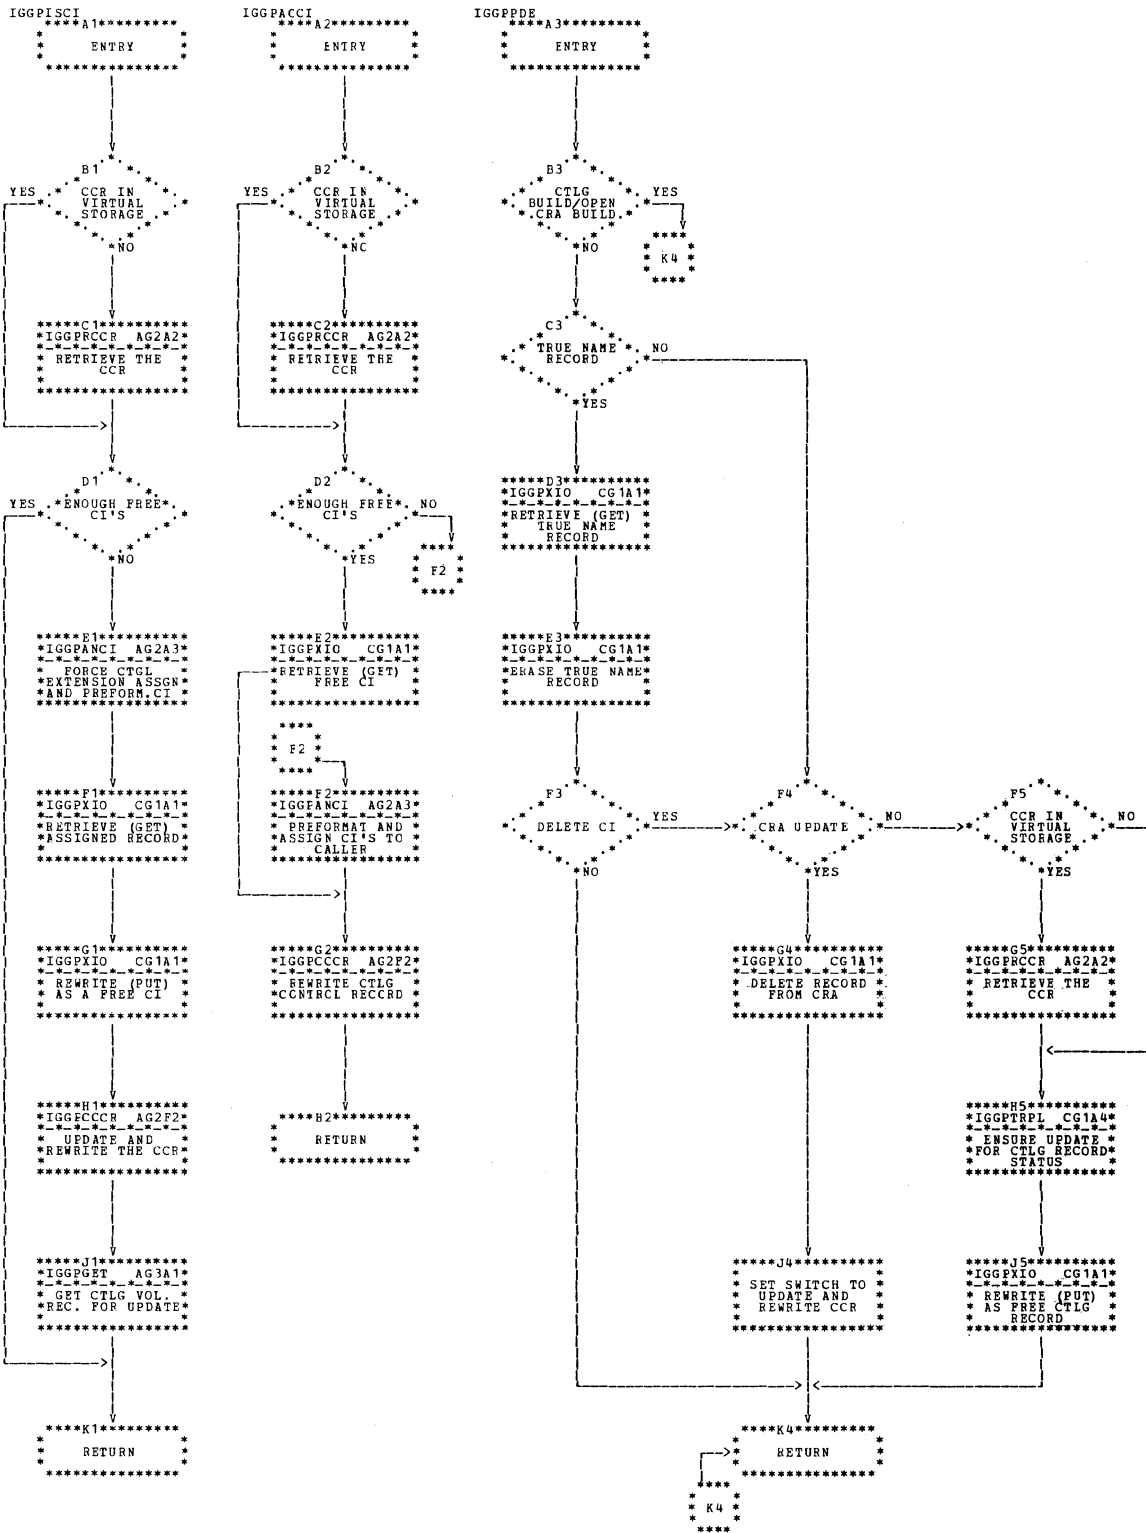 IGGPISCI
*****A1*********
ENTRY
B1
YES
CCR IN
VIRTUAL
STORAGE
*NO
*****C1**********
*IGGPRCCR AG2A2*
*-*-*-*-*-*-*-*-*
RETRIEVE THE
CCR
D1
YES
*ENOUGH FREE*
CI'S
*NO
*****E1**********
*IGGPANCI AG2A3*
*-*-*-*-*-*-*-*-*
FORCE CTGL
*EXTENSION ASSGN
*AND PREFORM.CI*
*****F1**********
*IGGPXIO CG1A1*
*-*-*-*-*-*-*-*-*
*RETRIEVE (GET)
*ASSIGNED RECORD*
*****G1**********
*IGGPXIO CG1A1*
*-*-*-*-*-*-*-*-*
REWRITE (PUT)
AS A FREE CI
*****H1**********
*IGGPCCCR AG2F2*
*-*-*-*-*-*-*-*-*
UPDATE AND
*REWRITE THE CCR*
*****J1**********
*IGGPGET AG3A1*
*-*-*-*-*-*-*-*-*
GET CTLG VOL.
REC. FOR UPDATE*
****K1*********
RETURN
IGGPACCI
****A2*********
ENTRY
B2
YES
CCR IN
VIRTUAL
STORAGE
*NC
*****C2**********
*IGGPRCCR AG2A2*
*-*-*-*-*-*-*-*-*
RETRIEVE THE
CCR
D2
*ENOUGH FREE*
CI'S
NO
F2
*YES
*****E2**********
*IGGPXIO CG1A1*
*-*-*-*-*-*-*-*-*
*RETRIEVE (GET)
FREE CI
F2
*****F2**********
*IGGPANCI AG2A3*
*-*-*-*-*-*-*-*-*
PREFORMAT AND
ASSIGN CI'S TO
CALLER
*****G2**********
*IGGPCCCR AG2F2*
*-*-*-*-*-*-*-*-*
REWRITE CTLG
CCNTRCL RECCRD
****H2*********
RETURN
IGGPPDE
****A3*********
ENTRY
B3
CTLG
BUILD/OPEN
CRA BUILD
YES
K4
*NO
C3
TRUE NAME
RECORD
NO
*YES
*****D3**********
*IGGPXIO CG1A1*
*-*-*-*-*-*-*-*-*
*RETRIEVE (GET)
TRUE NAME
RECORD
*****E3**********
*IGGPXIO CG1A1*
*-*-*-*-*-*-*-*-*
*ERASE TRUE NAME*
RECORD
F3
DELETE CI
YES
*NO
F4
CRA UPDATE
NO
*YES
*****G4**********
*IGGPXIO CG1A1*
*-*-*-*-*-*-*-*-*
DELETE RECORD
FROM CRA
*****J4**********
SET SWITCH TO
UPDATE AND
REWRITE CCR
****K4*********
RETURN
K4
F5
CCR IN
VIRTUAL
STORAGE
NO
*YES
*****G5**********
*IGGPRCCR AG2A2*
*-*-*-*-*-*-*-*-*
RETRIEVE THE
CCR
*****H5**********
*IGGPTRPL CG1A4*
*-*-*-*-*-*-*-*-*
ENSURE UPDATE
*FOR CTLG RECORD*
STATUS
*****J5**********
*IGGPXIO CG1A1*
*-*-*-*-*-*-*-*-*
REWRITE (PUT)
AS FREE CTLG
RECORD